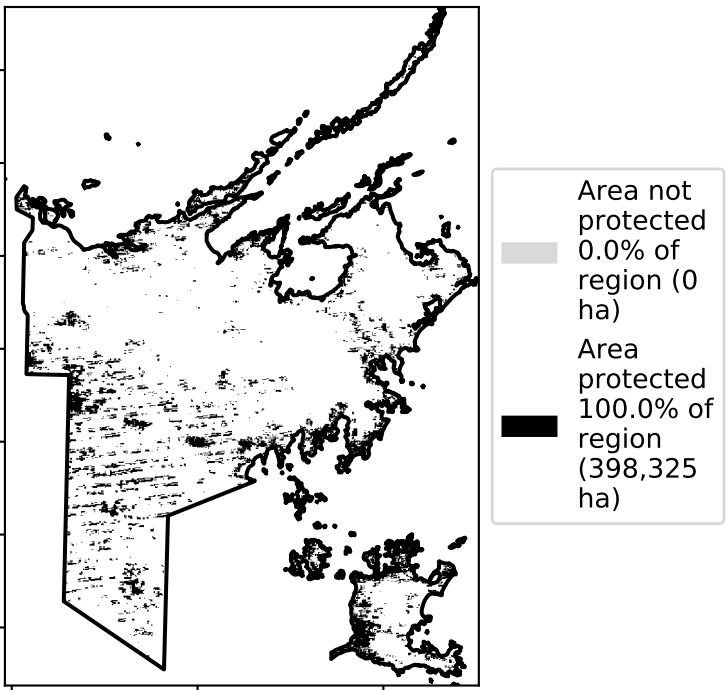 Area not
protected
0.0% of
region (0
ha)
Area
protected
100.0% of
region
(398,325
ha)